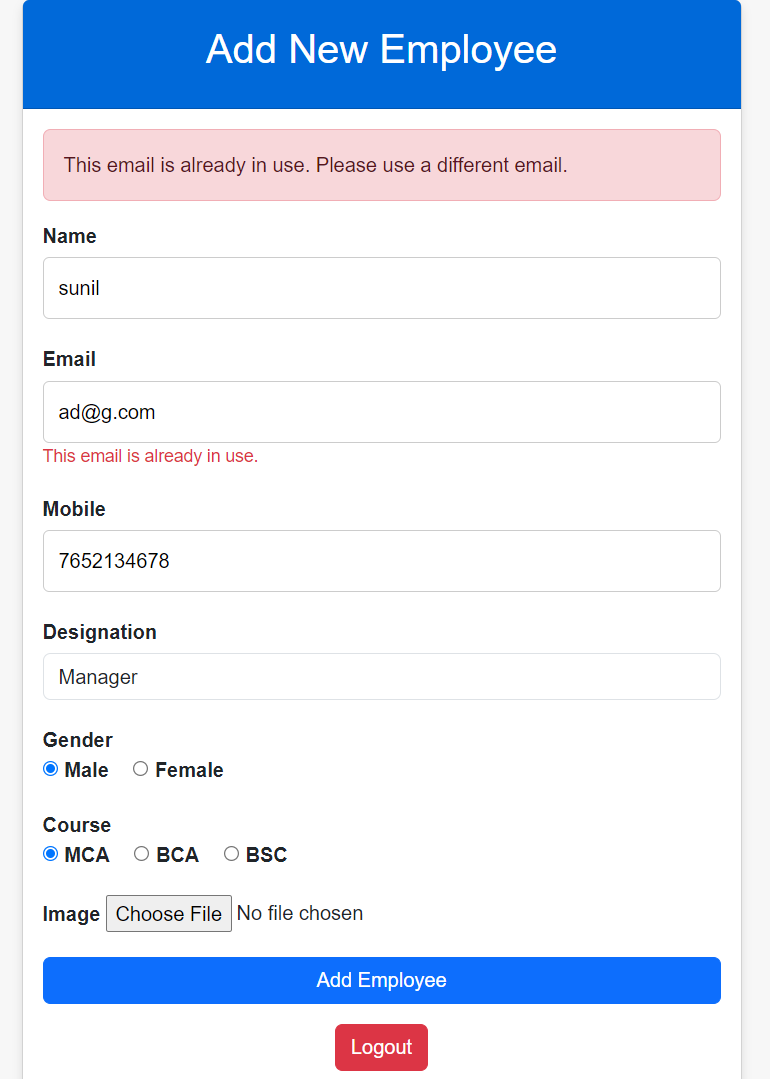 Add New Employee
This email is already in use. Please use a different email.
Name
sunil
Email
ad@g.com
This email is already in use.
Mobile
7652134678
Designation
Manager
Gender
Male Female
Course
MCA BCA BSC
Image Choose File No file chosen
Add Employee
Logout